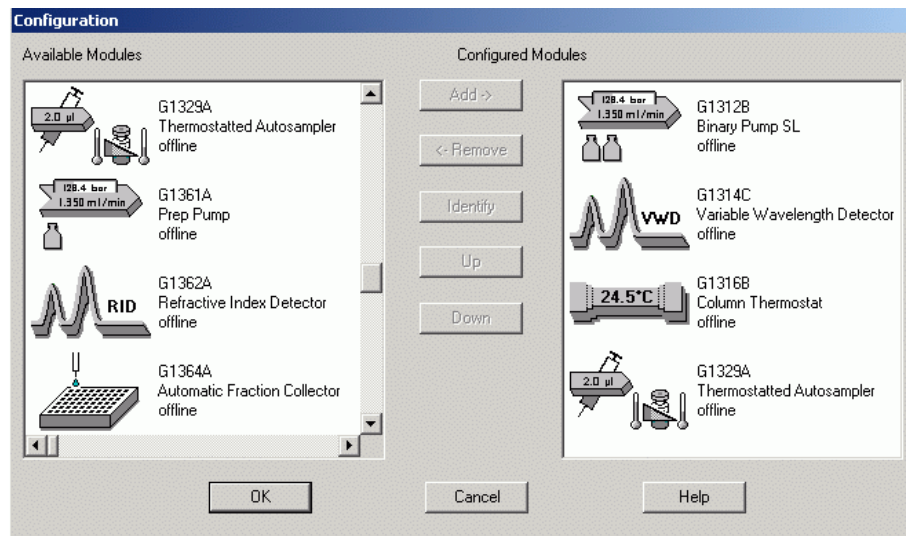 Configuration
Available Modules
Configured Modules
2.0 µl
G1329A
Thermostatted Autosampler
offline
128.4 bar
1.350 ml/min
G1361A
Prep Pump
offline
RID
G1362A
Refractive Index Detector
offline
G1364A
Automatic Fraction Collector
offline
Add ->
<- Remove
Identify
Up
Down
128.4 bar
1.350 ml/min
G1312B
Binary Pump SL
offline
VWD
G1314C
Variable Wavelength Detector
offline
24.5°C
G1316B
Column Thermostat
offline
2.0 µl
G1329A
Thermostatted Autosampler
offline
OK
Cancel
Help